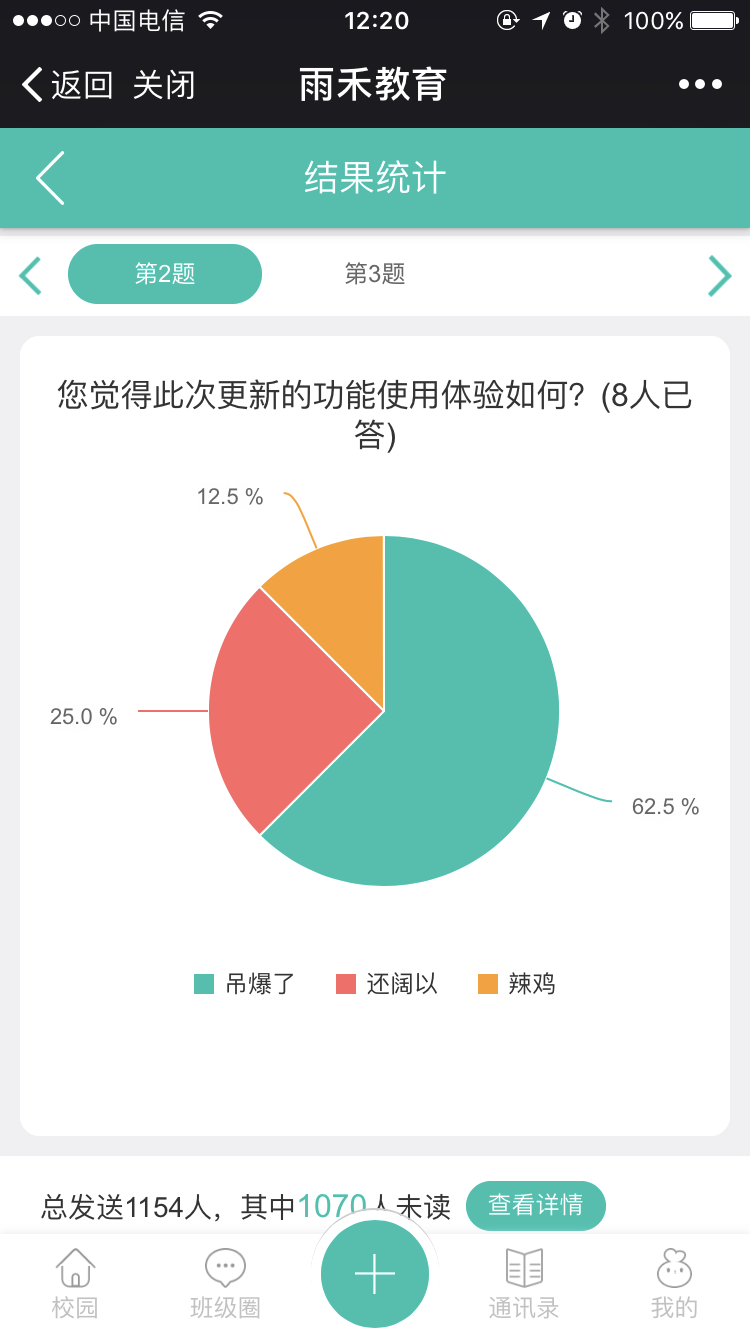 中国电信 12:20 100%
返回 关闭 雨禾教育
结果统计
第2题 第3题
您觉得此次更新的功能使用体验如何? (8人已
答)
12.5 %
25.0 %
62.5 %
吊爆了 还阔以 辣鸡
总发送1154人，其中1070人未读 查看详情
校园 班级圈 通讯录 我的